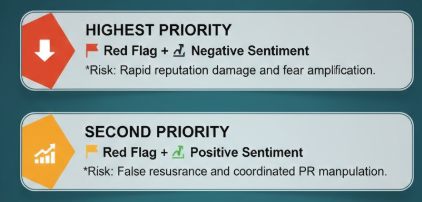 HIGHEST PRIORITY
Red Flag + Negative Sentiment
*Risk: Rapid reputation damage and fear amplification.
SECOND PRIORITY
Red Flag + Positive Sentiment
*Risk: False resusrance and coordinated PR manpulation.